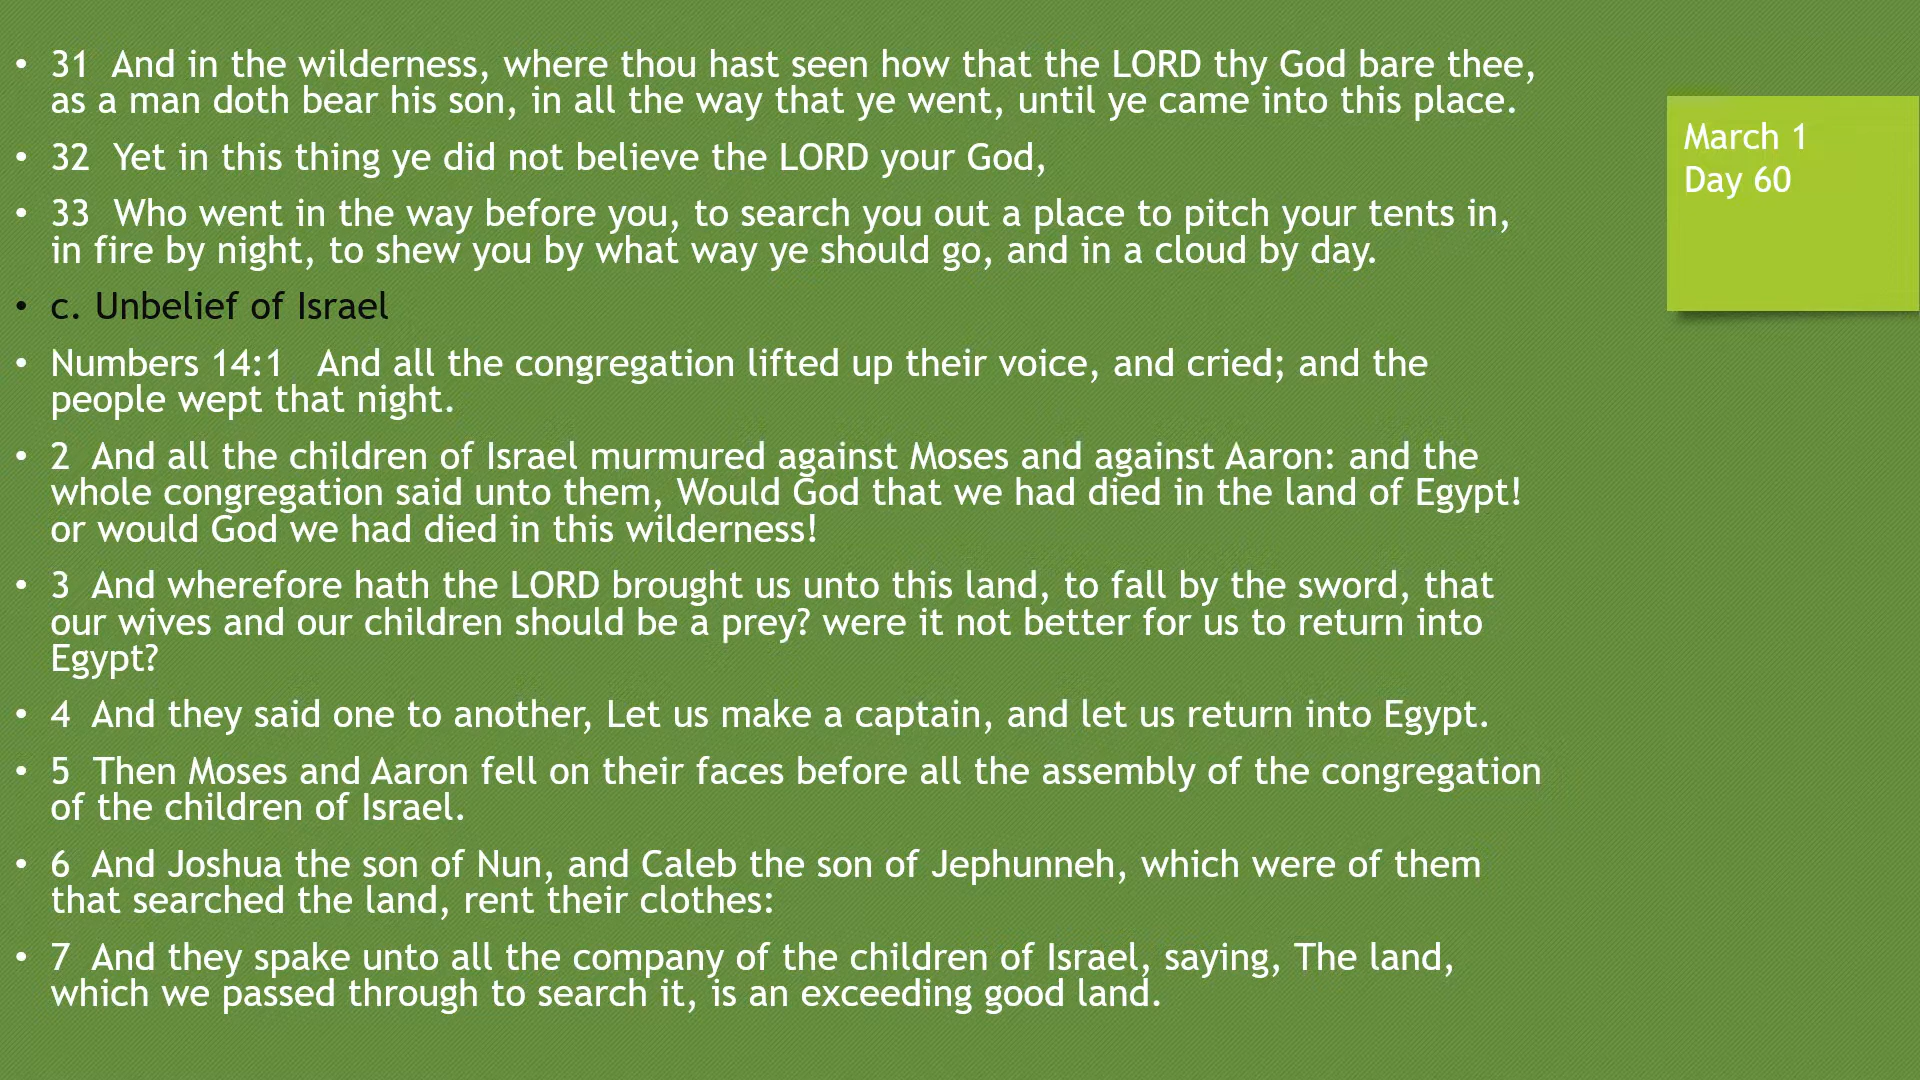 • 31  And in the wilderness, where thou hast seen how that the LORD thy God bare thee,
as a man doth bear his son, in all the way that ye went, until ye came into this place.
• 32  Yet in this thing ye did not believe the LORD your God,
• 33  Who went in the way before you, to search you out a place to pitch your tents in,
in fire by night, to shew you by what way ye should go, and in a cloud by day.
• c. Unbelief of Israel
• Numbers 14:1   And all the congregation lifted up their voice, and cried; and the
people wept that night.
• 2  And all the children of Israel murmured against Moses and against Aaron: and the
whole congregation said unto them, Would God that we had died in the land of Egypt!
or would God we had died in this wilderness!
• 3  And wherefore hath the LORD brought us unto this land, to fall by the sword, that
our wives and our children should be a prey? were it not better for us to return into
Egypt?
• 4  And they said one to another, Let us make a captain, and let us return into Egypt.
• 5  Then Moses and Aaron fell on their faces before all the assembly of the congregation
of the children of Israel.
• 6  And Joshua the son of Nun, and Caleb the son of Jephunneh, which were of them
that searched the land, rent their clothes:
• 7  And they spake unto all the company of the children of Israel, saying, The land,
which we passed through to search it, is an exceeding good land.
March 1
Day 60